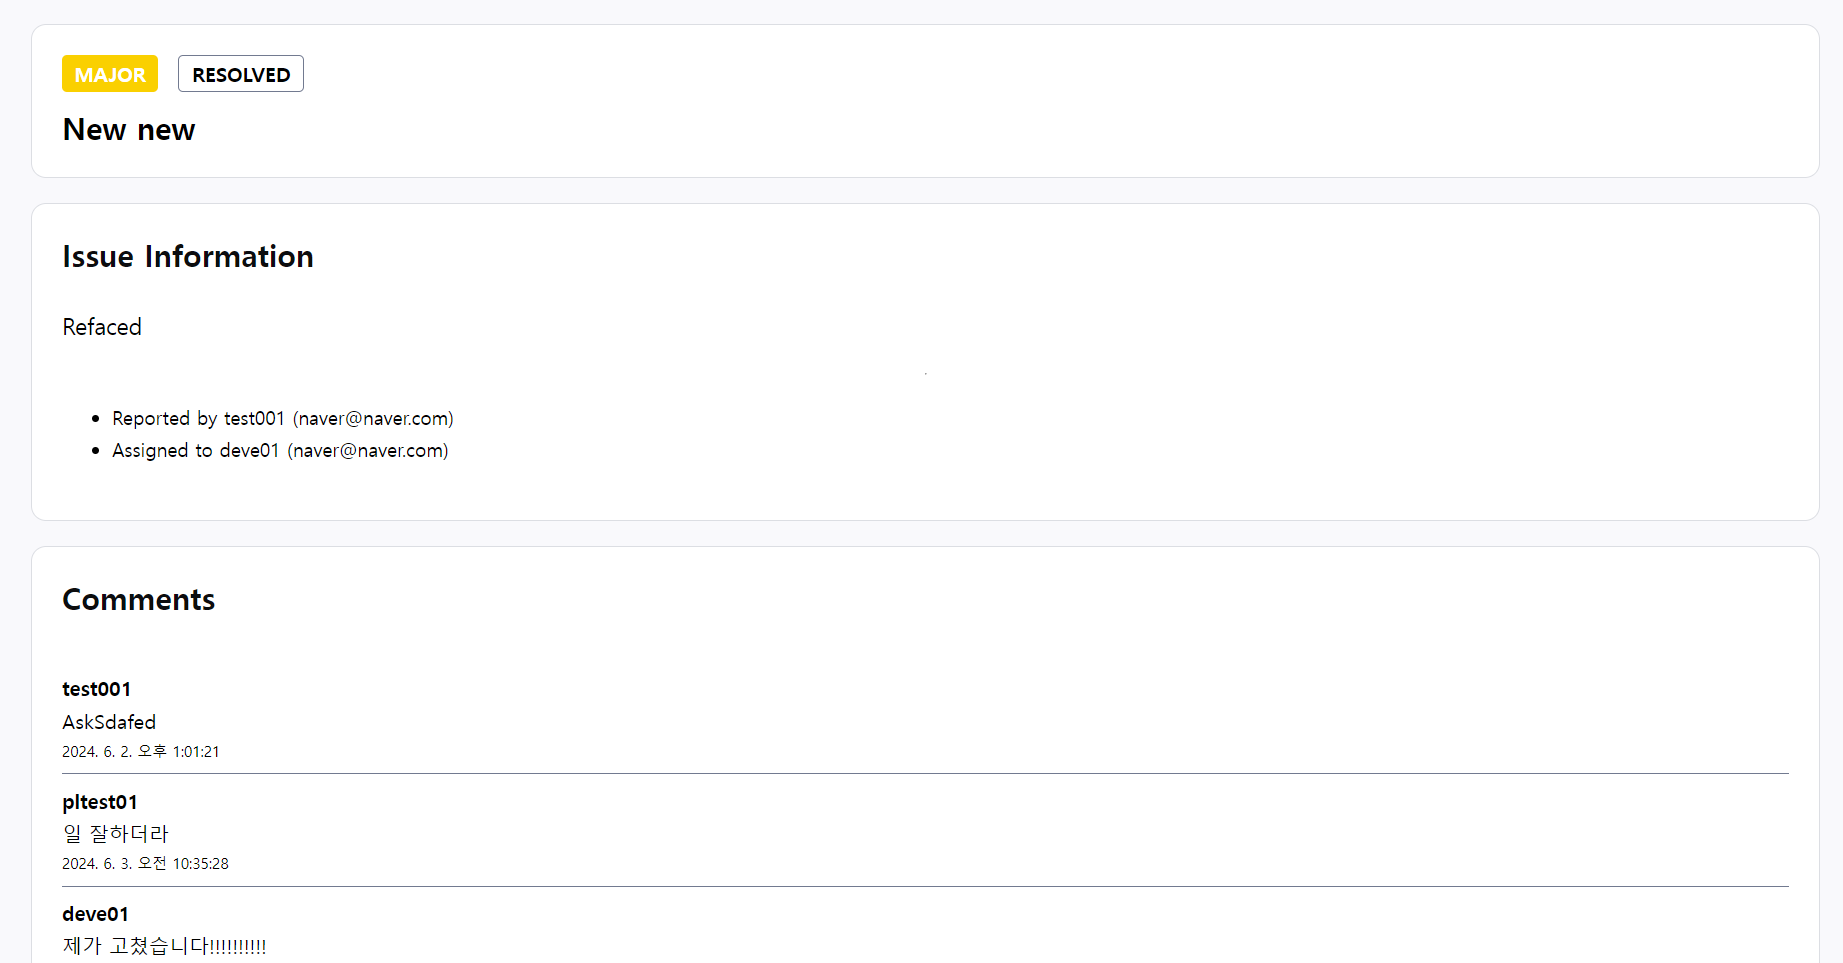 MAJOR RESOLVED
New new
Issue Information
Refaced
Reported by test001 (naver@naver.com)
Assigned to deve01 (naver@naver.com)
Comments
test001
AskSdafed
2024. 6. 2. 오후 1:01:21
pltest01
일 잘하더라
2024. 6. 3. 오전 10:35:28
deve01
제가 고쳤습니다!!!!!!!!!!